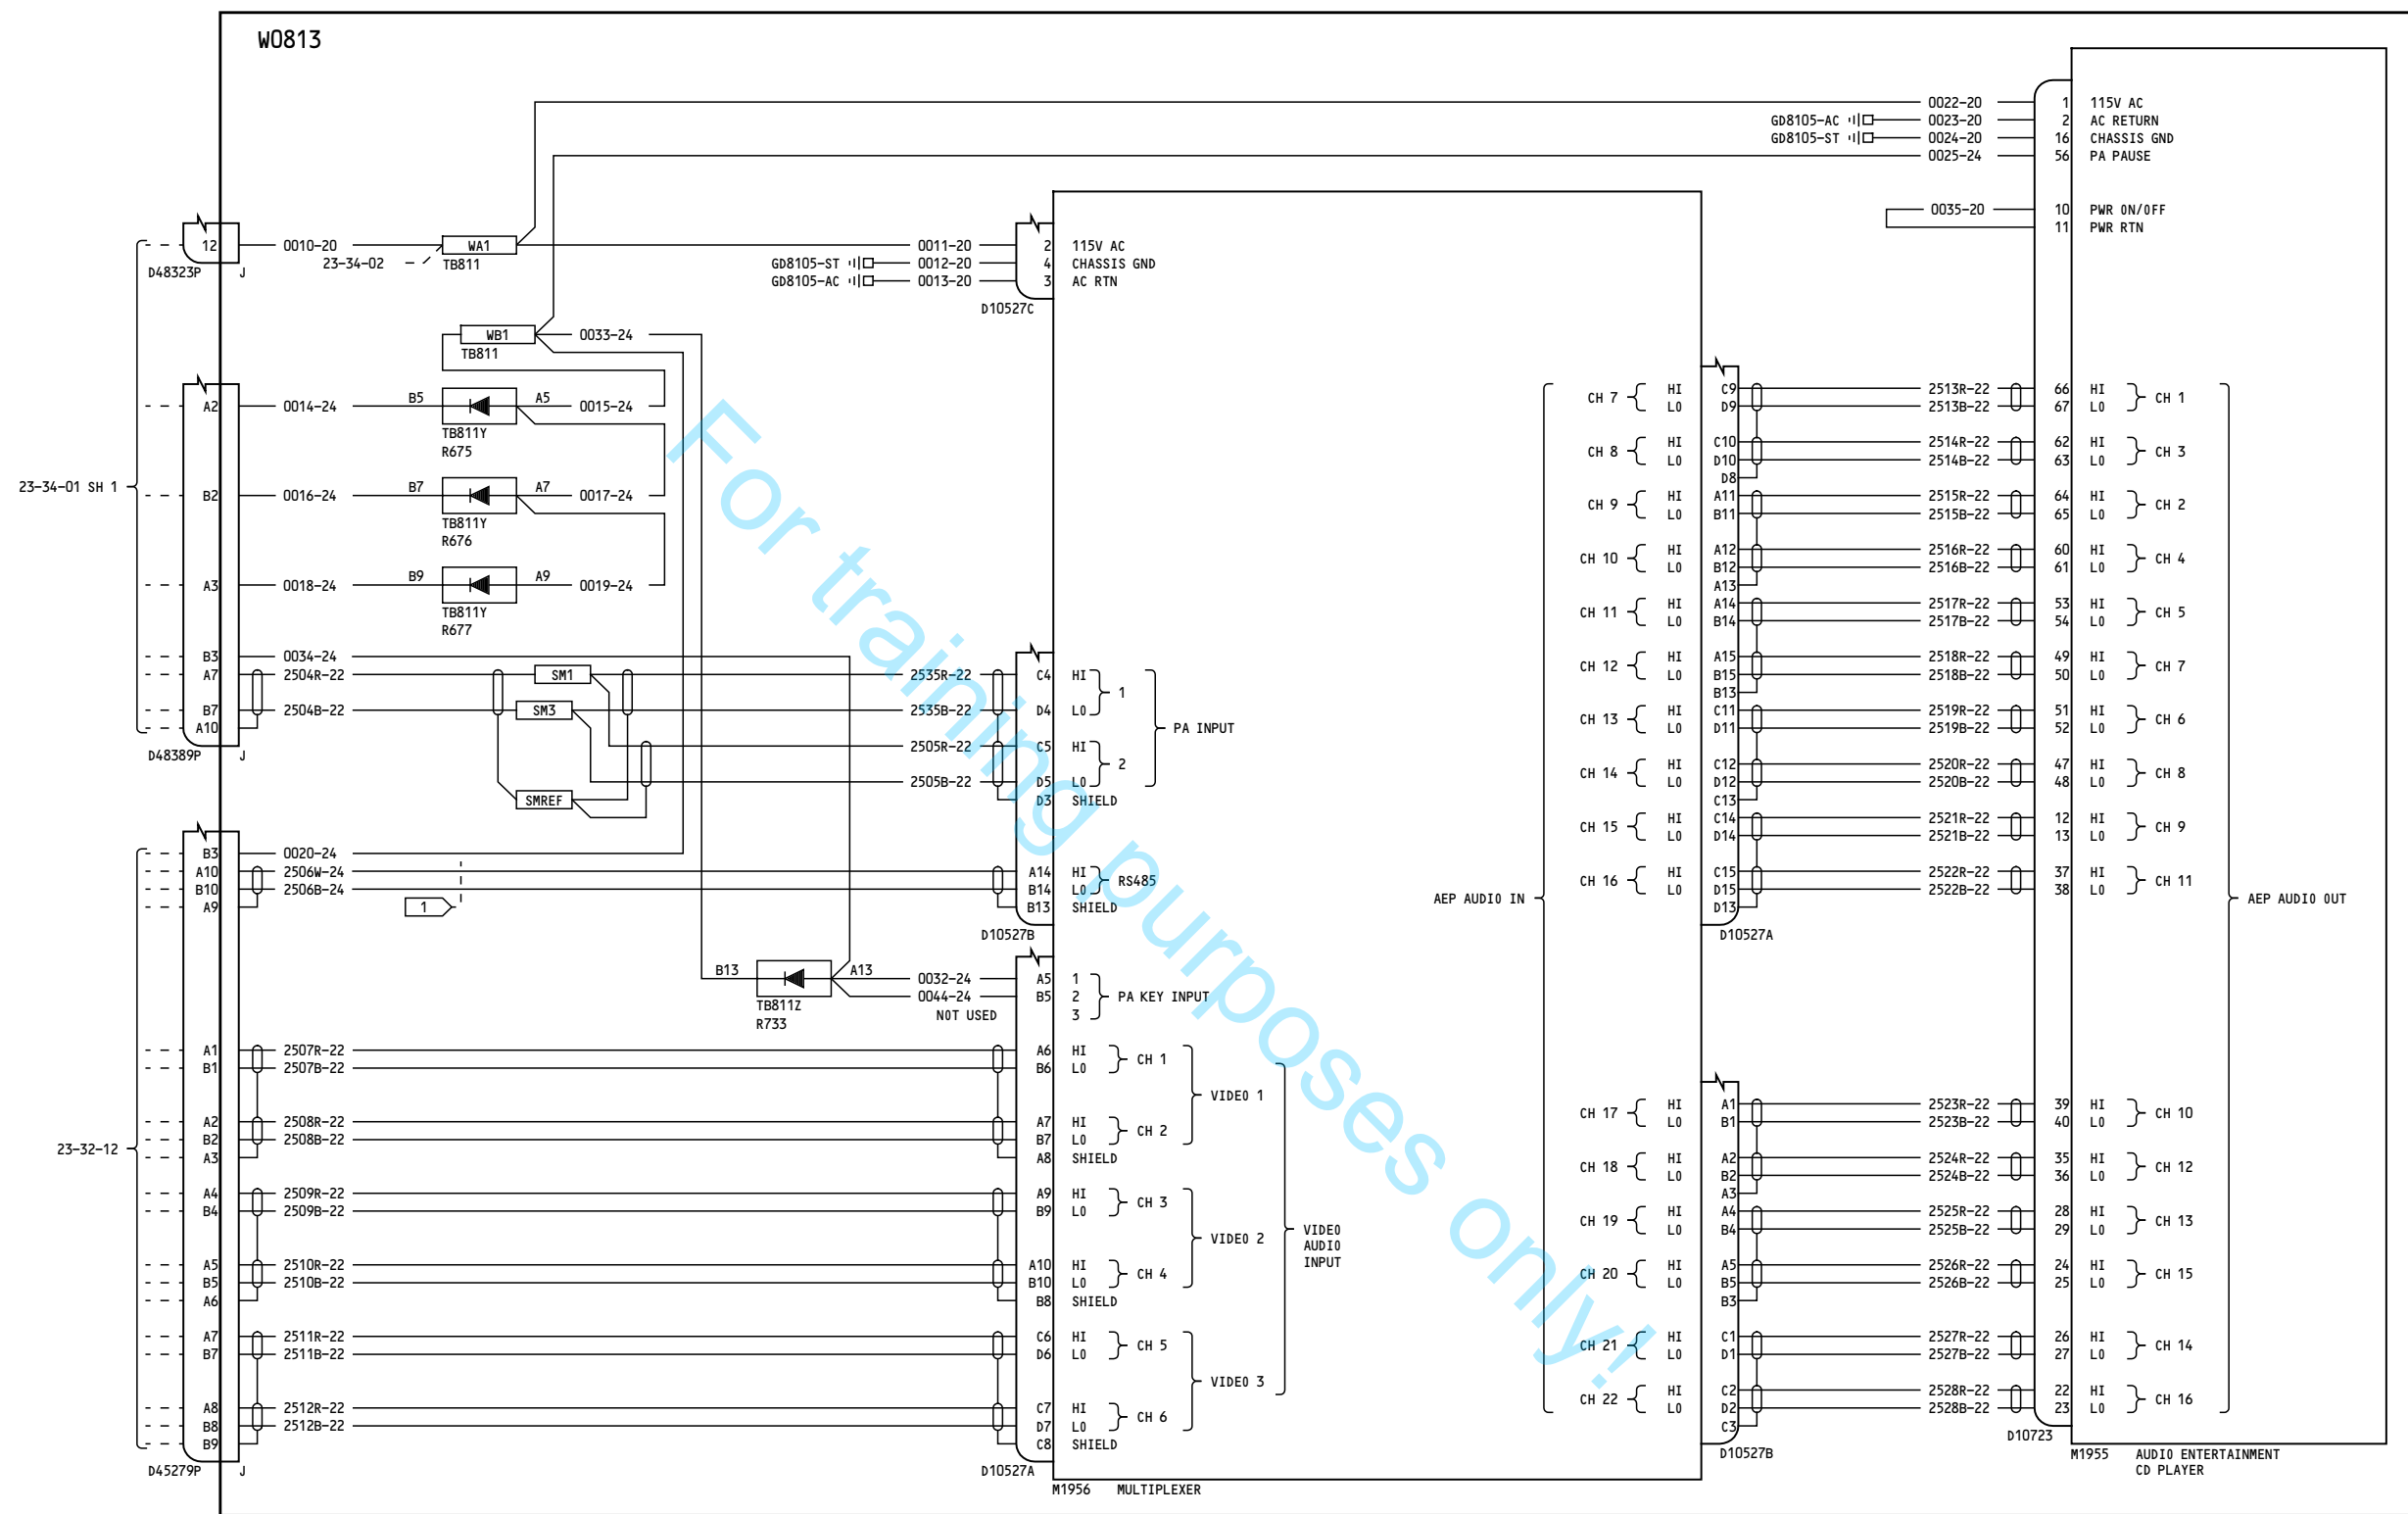 W0813
0022-20 1 115V AC
GD8105-AC 0023-20 2 AC RETURN
GD8105-ST 0024-20 16 CHASSIS GND
0025-24 56 PA PAUSE
0035-20 10 PWR ON/OFF
11 PWR RTN
12 0010-20 WA1 0011-20 2 115V AC
23-34-02 TB811 GD8105-ST 0012-20 4 CHASSIS GND
D48323P J GD8105-AC 0013-20 3 AC RTN
D10527C
WB1 0033-24
TB811
A2 0014-24 B5 A5 0015-24
TB811Y
R675
23-34-01 SH 1
B2 0016-24 B7 A7 0017-24
TB811Y
R676
A3 0018-24 B9 A9 0019-24
TB811Y
R677
B3 0034-24
A7 2504R-22 SM1 2535R-22 C4 HI
1
B7 2504B-22 SM3 2535B-22 D4 LO
A10 PA INPUT
D48389P J 2505R-22 C5 HI
2
2505B-22 D5 LO
SMREF D3 SHIELD
B3 0020-24
A10 2506W-24 A14 HI
RS485
B10 2506B-24 B14 LO
A9 1 B13 SHIELD
D10527B
B13 A13 0032-24 A5 1
0044-24 B5 2 PA KEY INPUT
TB811Z NOT USED 3
R733
A1 2507R-22 A6 HI
CH 1
B1 2507B-22 B6 LO
VIDEO 1
A2 2508R-22 A7 HI
CH 2
B2 2508B-22 B7 LO
A3 A8 SHIELD
23-32-12
A4 2509R-22 A9 HI
CH 3
B4 2509B-22 B9 LO
VIDEO 2
VIDEO
AUDIO
INPUT
A5 2510R-22 A10 HI
CH 4
B5 2510B-22 B10 LO
A6 B8 SHIELD
A7 2511R-22 C6 HI
CH 5
B7 2511B-22 D6 LO
VIDEO 3
A8 2512R-22 C7 HI
CH 6
B8 2512B-22 D7 LO
B9 C8 SHIELD
D45279P J D10527A
M1956 MULTIPLEXER
CH 7 HI C9 2513R-22 66 HI CH 1
LO D9 2513B-22 67 LO
CH 8 HI C10 2514R-22 62 HI CH 3
LO D10 2514B-22 63 LO
D8
CH 9 HI A11 2515R-22 64 HI CH 2
LO B11 2515B-22 65 LO
CH 10 HI A12 2516R-22 60 HI CH 4
LO B12 2516B-22 61 LO
A13
CH 11 HI A14 2517R-22 53 HI CH 5
LO B14 2517B-22 54 LO
CH 12 HI A15 2518R-22 49 HI CH 7
LO B15 2518B-22 50 LO
B13
CH 13 HI C11 2519R-22 51 HI CH 6
LO D11 2519B-22 52 LO
CH 14 HI C12 2520R-22 47 HI CH 8
LO D12 2520B-22 48 LO
C13
CH 15 HI C14 2521R-22 12 HI CH 9
LO D14 2521B-22 13 LO
CH 16 HI C15 2522R-22 37 HI CH 11
LO D15 2522B-22 38 LO
AEP AUDIO IN D13 AEP AUDIO OUT
D10527A
CH 17 HI A1 2523R-22 39 HI CH 10
LO B1 2523B-22 40 LO
CH 18 HI A2 2524R-22 35 HI CH 12
LO B2 2524B-22 36 LO
A3
CH 19 HI A4 2525R-22 28 HI CH 13
LO B4 2525B-22 29 LO
CH 20 HI A5 2526R-22 24 HI CH 15
LO B5 2526B-22 25 LO
B3
CH 21 HI C1 2527R-22 26 HI CH 14
LO D1 2527B-22 27 LO
CH 22 HI C2 2528R-22 22 HI CH 16
LO D2 2528B-22 23 LO
C3
D10527B D10723
M1955 AUDIO ENTERTAINMENT
CD PLAYER
For training purposes only!